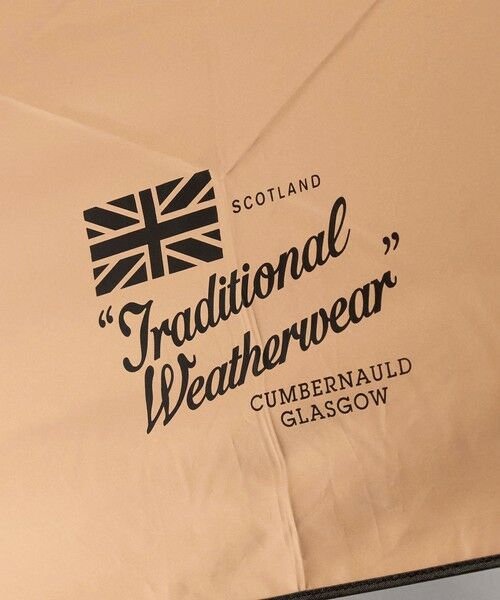 SCOTLAND
“Traditional
Weatherwear”
CUMBERNAULD
GLASGOW